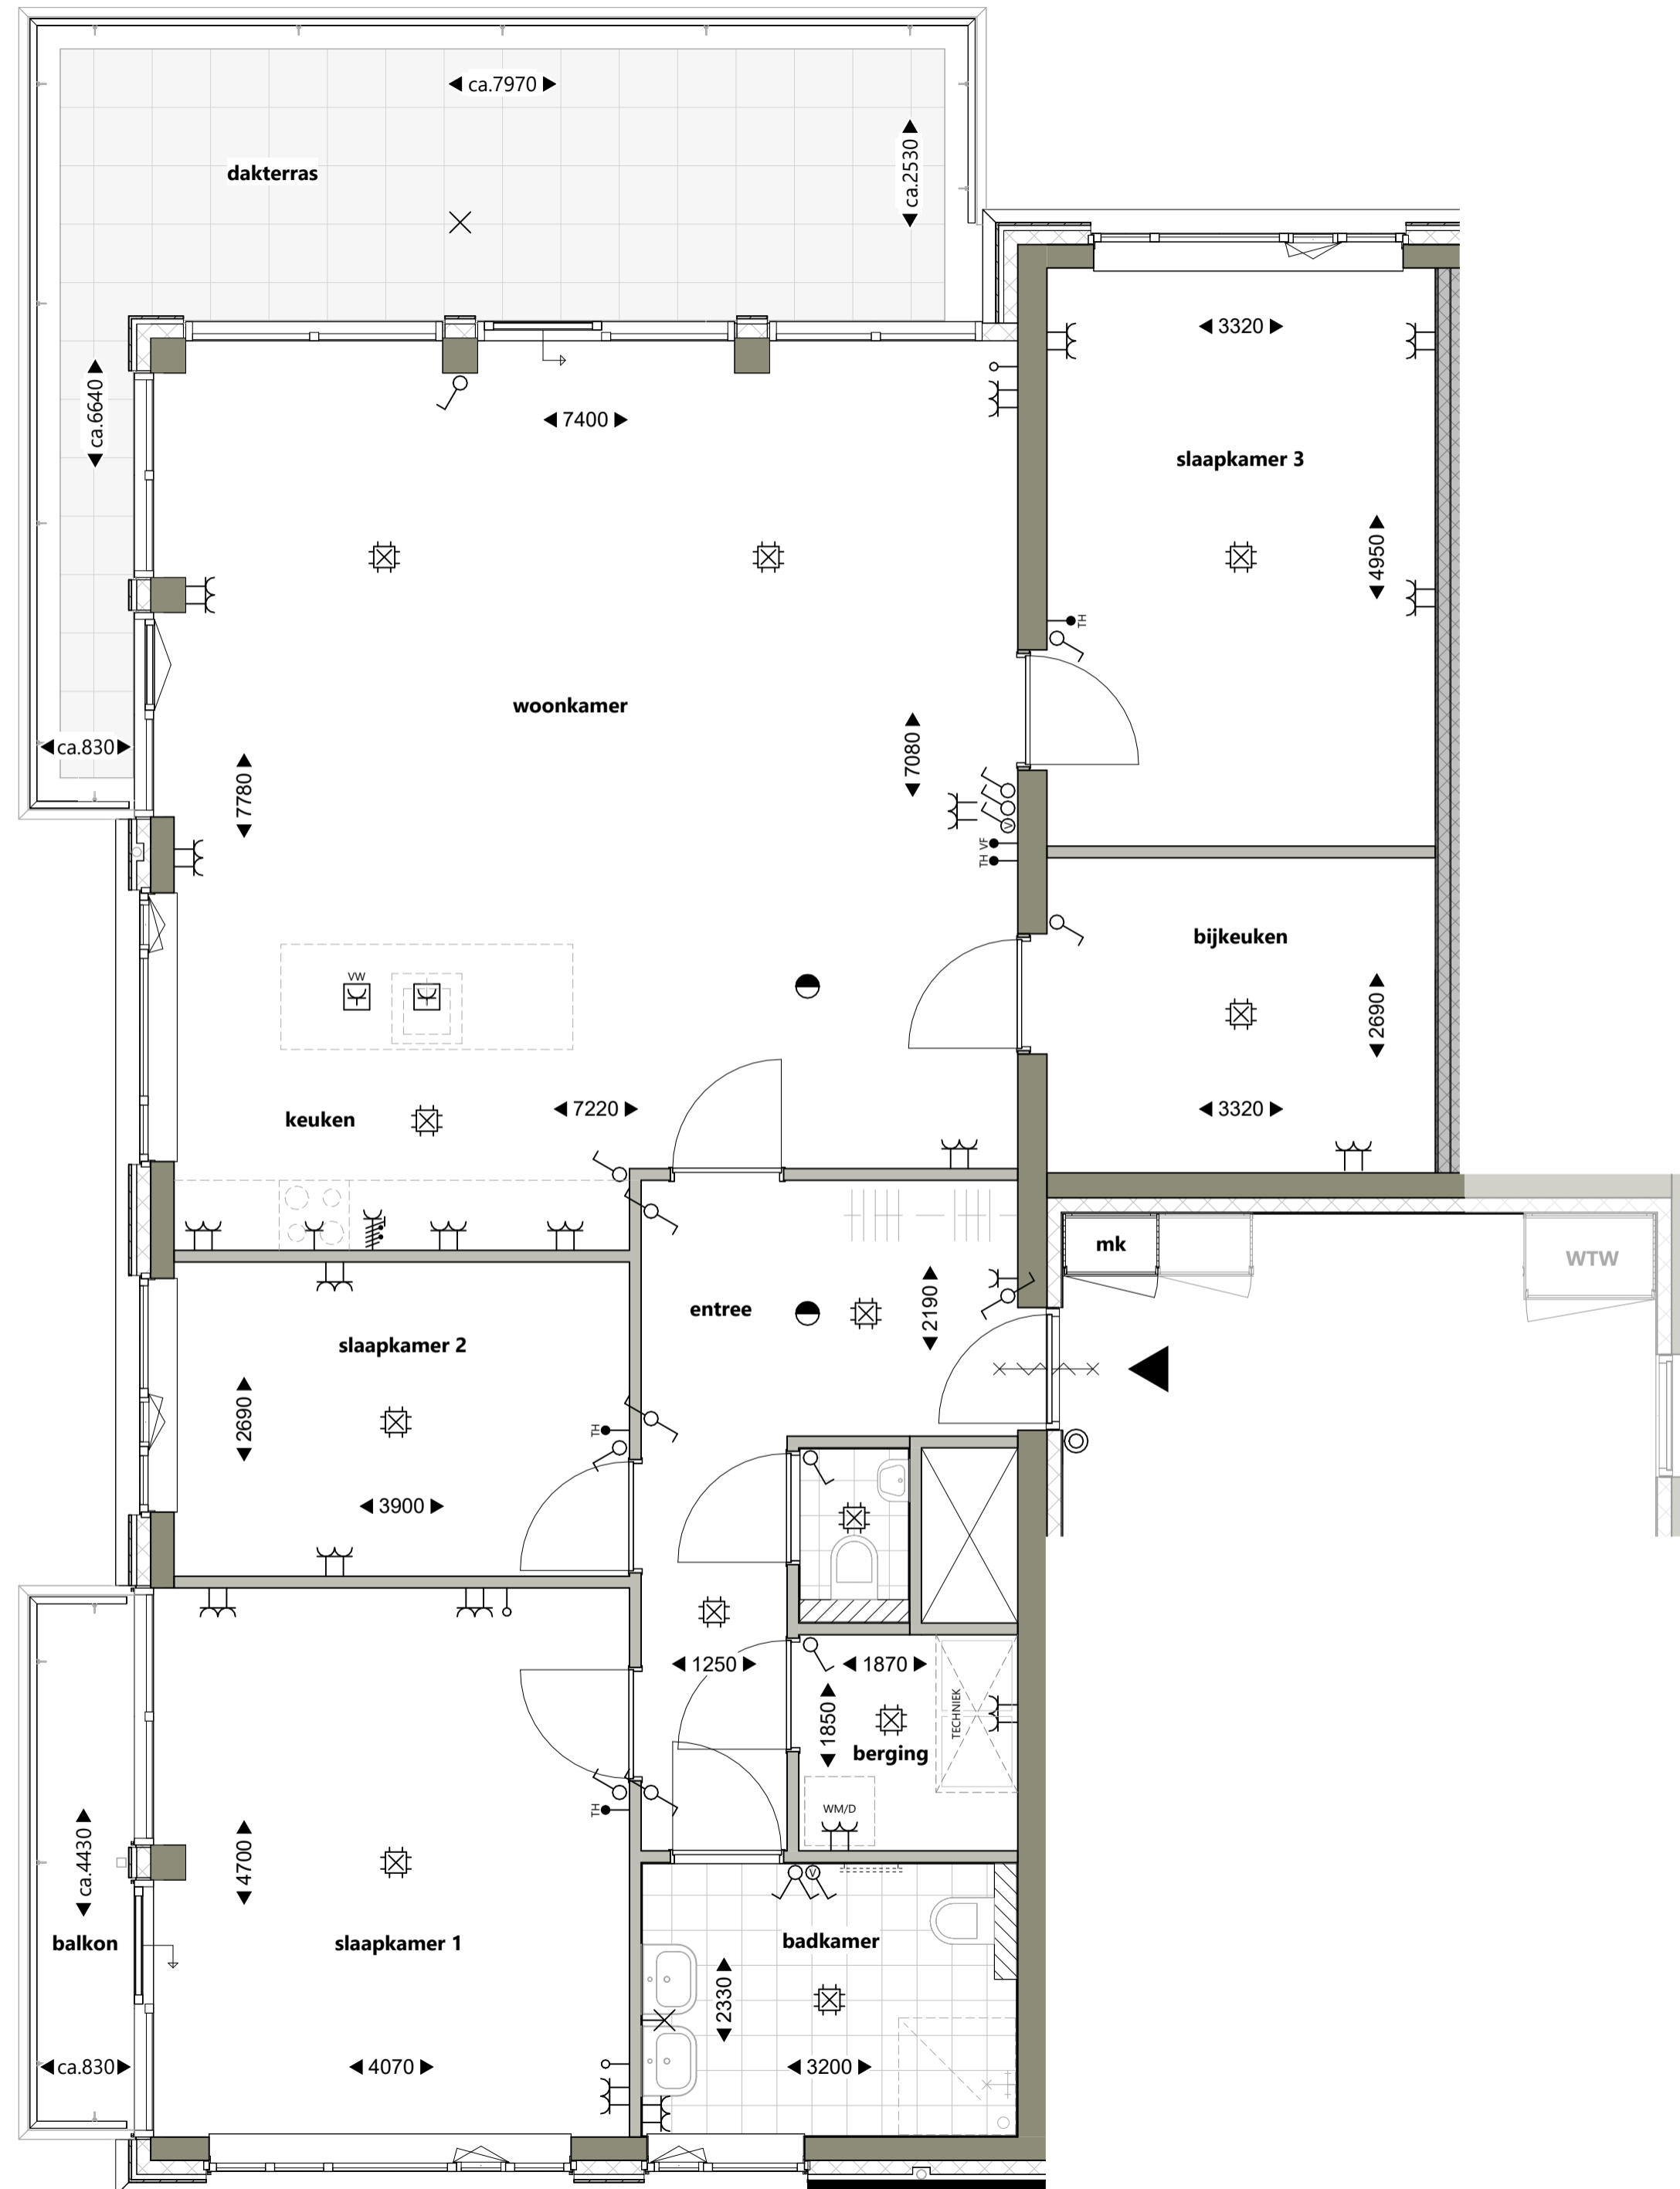 ca.7970
ca.2530
dakterras
3320
ca.6640
7400
slaapkamer 3
4950
TH
woonkamer
ca.830
7780
7080
V
TH VF
bijkeuken
VW
2690
keuken
7220
3320
mk
WTW
entree
2190
slaapkamer 2
2690
TH
3900
1250
1870
1850
TECHNIEK
berging
WM/D
TH
ca.4430
4700
V
balkon
slaapkamer 1
badkamer
2330
ca.830
4070
3200